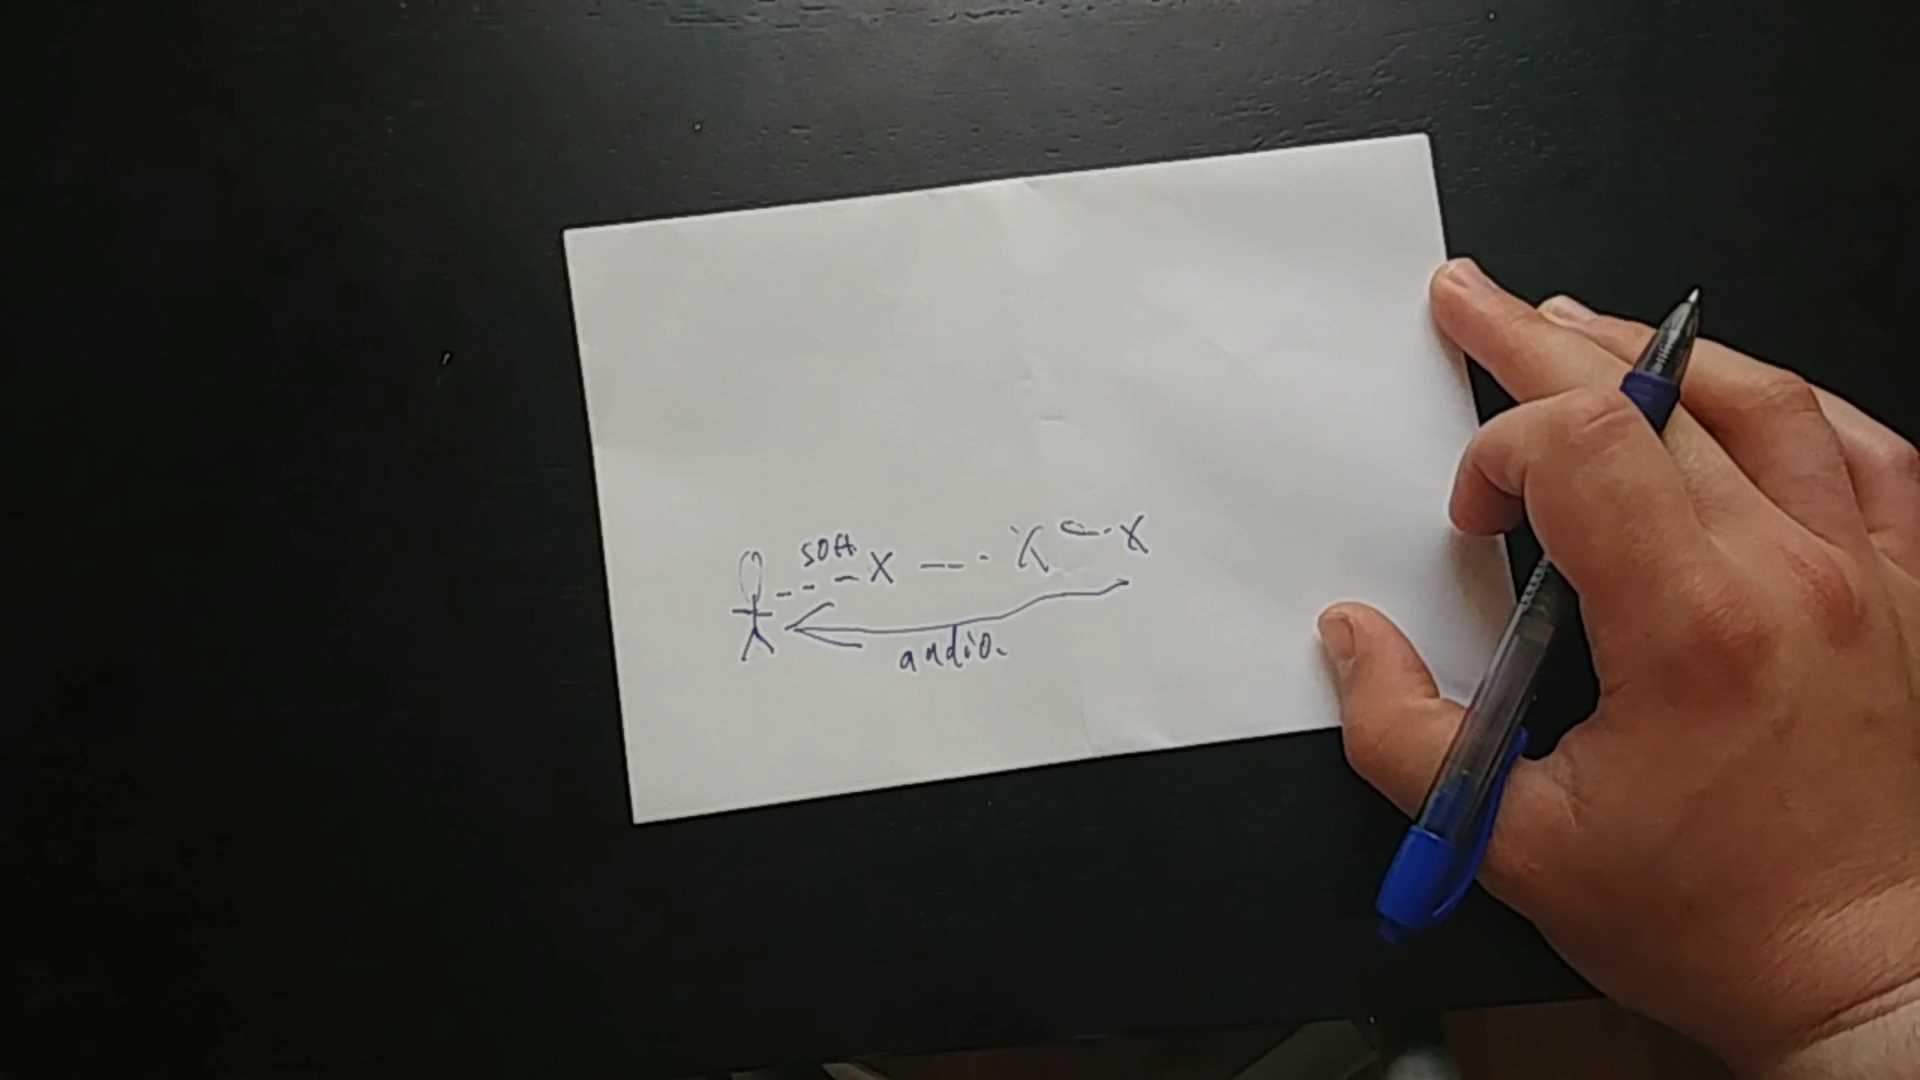 50ft X --- X <-- X
audio.